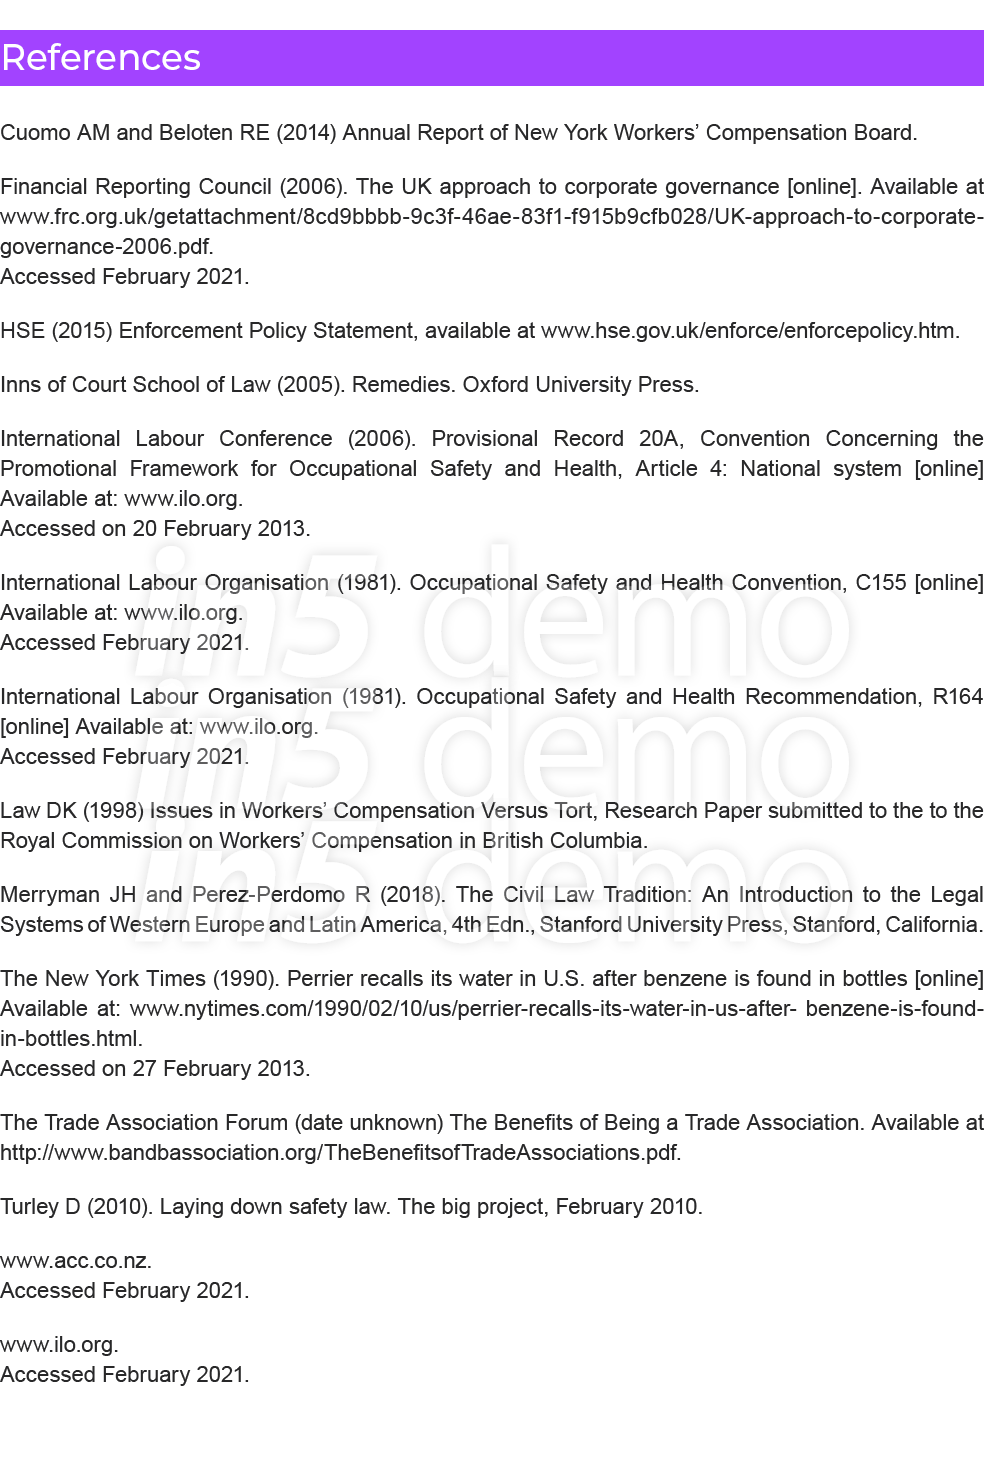 References
Cuomo AM and Beloten RE (2014) Annual Report of New York Workers’ Compensation Board.
Financial Reporting Council (2006). The UK approach to corporate governance [online]. Available at
www.frc.org.uk/getattachment/8cd9bbbb-9c3f-46ae-83f1-f915b9cfb028/UK-approach-to-corporate-
governance-2006.pdf.
Accessed February 2021.
HSE (2015) Enforcement Policy Statement, available at www.hse.gov.uk/enforce/enforcepolicy.htm.
Inns of Court School of Law (2005). Remedies. Oxford University Press.
International Labour Conference (2006). Provisional Record 20A, Convention Concerning the
Promotional Framework for Occupational Safety and Health, Article 4: National system [online]
Available at: www.ilo.org.
Accessed on 20 February 2013.
International Labour Organisation (1981). Occupational Safety and Health Convention, C155 [online]
Available at: www.ilo.org.
Accessed February 2021.
International Labour Organisation (1981). Occupational Safety and Health Recommendation, R164
[online] Available at: www.ilo.org.
Accessed February 2021.
Law DK (1998) Issues in Workers’ Compensation Versus Tort, Research Paper submitted to the to the
Royal Commission on Workers’ Compensation in British Columbia.
Merryman JH and Perez-Perdomo R (2018). The Civil Law Tradition: An Introduction to the Legal
Systems of Western Europe and Latin America, 4th Edn., Stanford University Press, Stanford, California.
The New York Times (1990). Perrier recalls its water in U.S. after benzene is found in bottles [online]
Available at: www.nytimes.com/1990/02/10/us/perrier-recalls-its-water-in-us-after- benzene-is-found-
in-bottles.html.
Accessed on 27 February 2013.
The Trade Association Forum (date unknown) The Benefits of Being a Trade Association. Available at
http://www.bandbassociation.org/TheBenefitsofTradeAssociations.pdf.
Turley D (2010). Laying down safety law. The big project, February 2010.
www.acc.co.nz.
Accessed February 2021.
www.ilo.org.
Accessed February 2021.
in5 demo
in5 demo
in5 demo